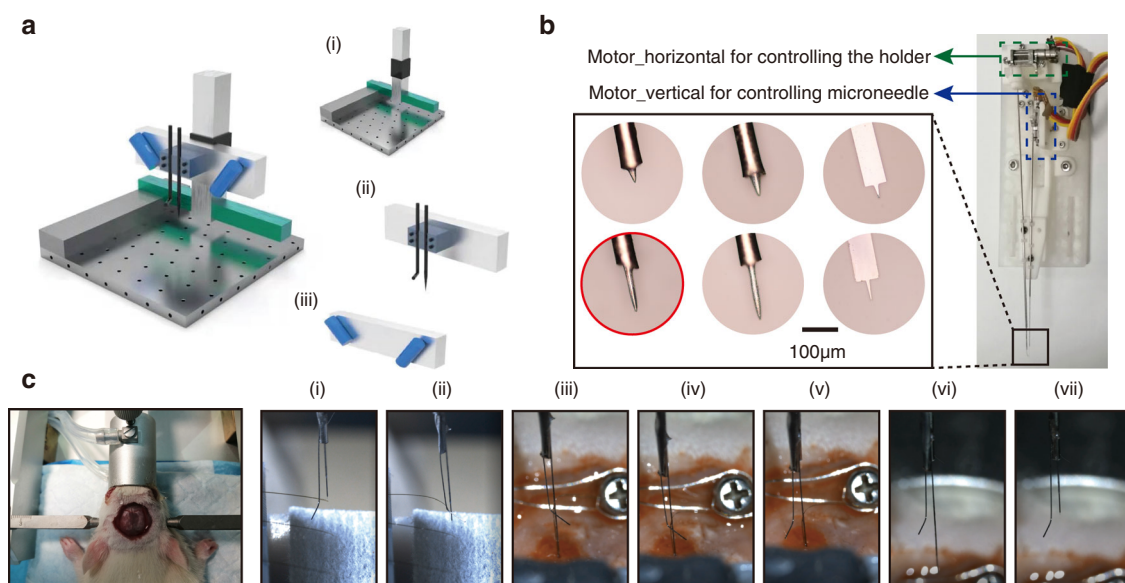 a
(i)
(ii)
(iii)
b
Motor_horizontal for controlling the holder
Motor_vertical for controlling microneedle
100μm
c
(i)
(ii)
(iii)
(iv)
(v)
(vi)
(vii)